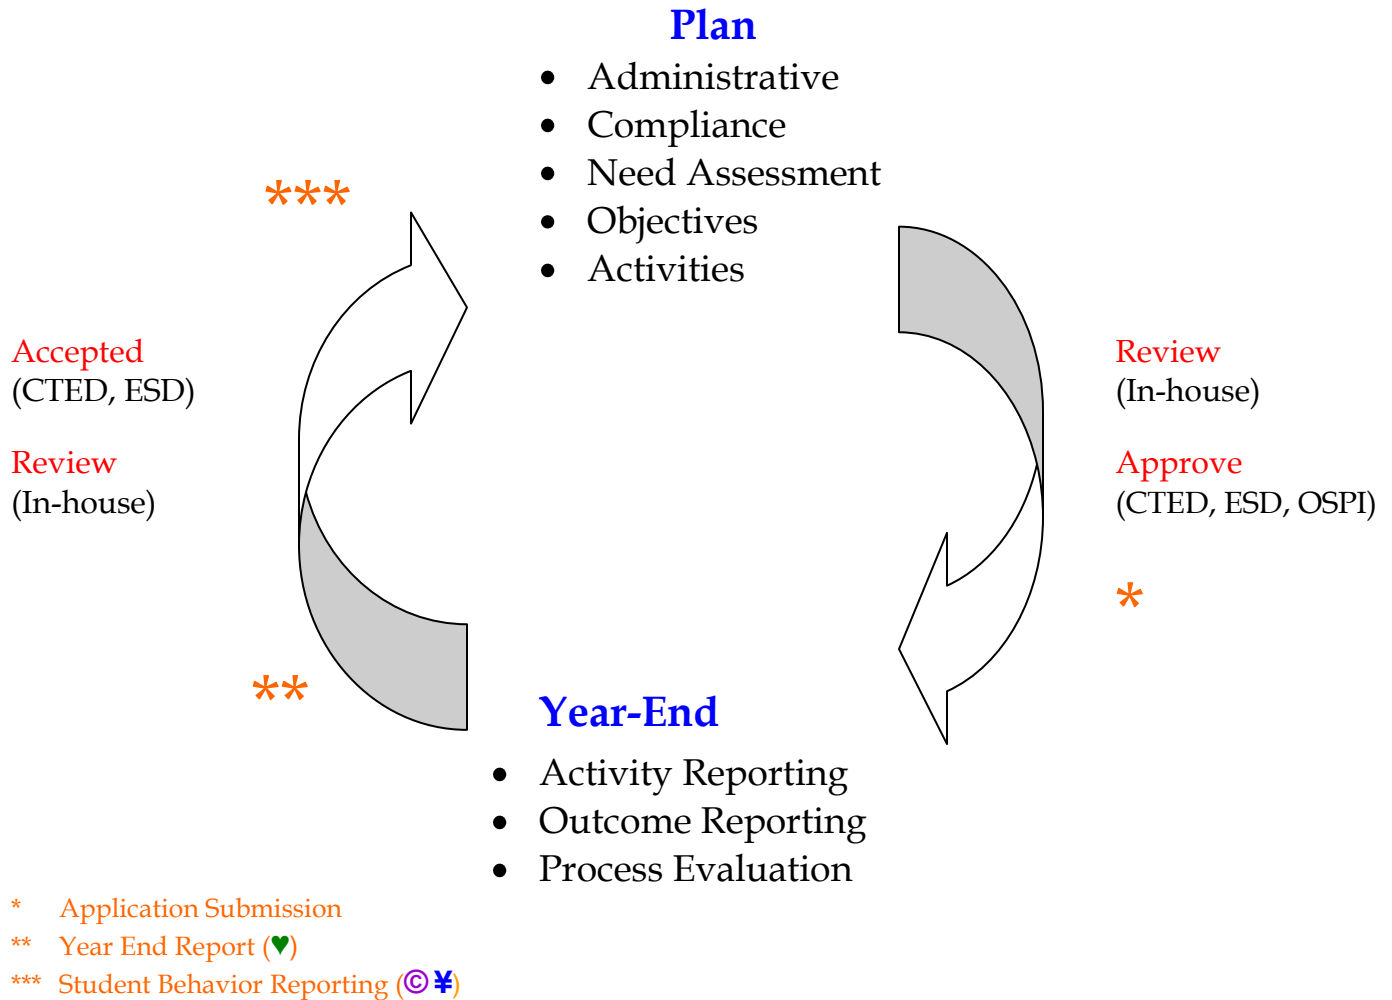 Plan
• Administrative
• Compliance
• Need Assessment
• Objectives
• Activities
***
Accepted
(CTED, ESD)
Review
(In-house)
Review
(In-house)
Approve
(CTED, ESD, OSPI)
*
**
Year-End
• Activity Reporting
• Outcome Reporting
• Process Evaluation
* Application Submission
** Year End Report (♥)
*** Student Behavior Reporting (© ¥)